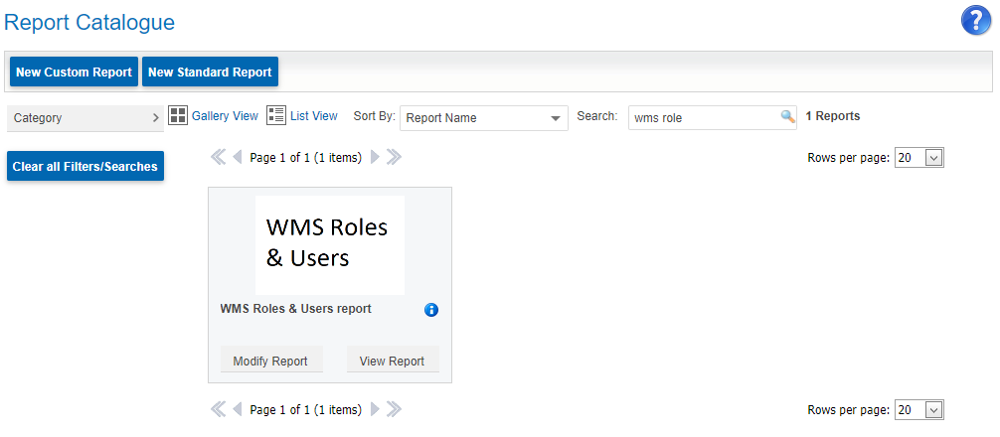 Report Catalogue
?
New Custom Report New Standard Report
Category Gallery View List View Sort By: Report Name Search: wms role 1 Reports
Clear all Filters/Searches Page 1 of 1 (1 items) Rows per page: 20
WMS Roles
& Users
WMS Roles & Users report i
Modify Report View Report
Page 1 of 1 (1 items) Rows per page: 20